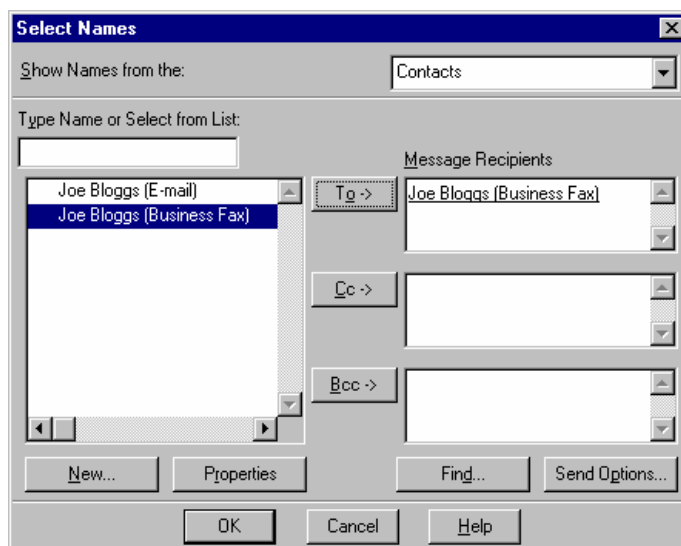 Select Names
Show Names from the:
Contacts
Type Name or Select from List:
Message Recipients
Joe Bloggs (E-mail)
Joe Bloggs (Business Fax)
To ->
Joe Bloggs (Business Fax)
Cc ->
Bcc ->
New...
Properties
Find...
Send Options...
OK
Cancel
Help